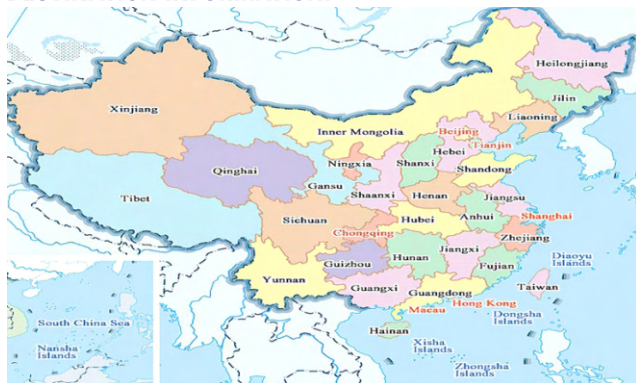 Heilongjiang
Jilin
Xinjiang
Liaoning
Inner Mongolia
Beijing
Tianjin
Hebei
Ningxia
Shanxi
Shandong
Qinghai
Gansu
Shaanxi
Henan
Jiangsu
Tibet
Sichuan
Hubei
Anhui
Shanghai
Chongqing
Zhejiang
Jiangxi
Hunan
Guizhou
Fujian
Diaoyu
Islands
Yunnan
Guangxi
Guangdong
Taiwan
Hong Kong
Macau
Dongsha
Islands
South China Sea
Hainan
Nansha
Islands
Xisha
Islands
Zhongsha
Islands